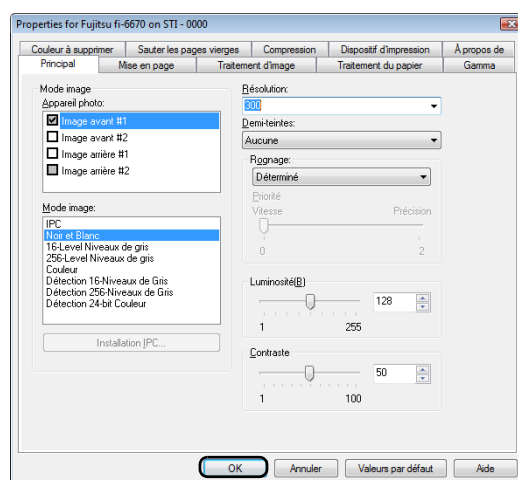 Properties for Fujitsu fi-6670 on STI - 0000
Couleur à supprimer
Sauter les pages vierges
Compression
Dispositif d'impression
À propos de
Principal
Mise en page
Traitement d'image
Traitement du papier
Gamma
Mode image
Appareil photo:
Image avant #1
Image avant #2
Image arrière #1
Image arrière #2
Mode image:
IPC
Noir et Blanc
16-Level Niveaux de gris
256-Level Niveaux de gris
Couleur
Détection 16-Niveaux de Gris
Détection 256-Niveaux de Gris
Détection 24-bit Couleur
Installation IPC...
Résolution:
300
Demi-teintes:
Aucune
Rognage:
Déterminé
Priorité
Vitesse
Précision
0
2
Luminosité(B)
128
1
255
Contraste
50
1
100
OK
Annuler
Valeurs par défaut
Aide